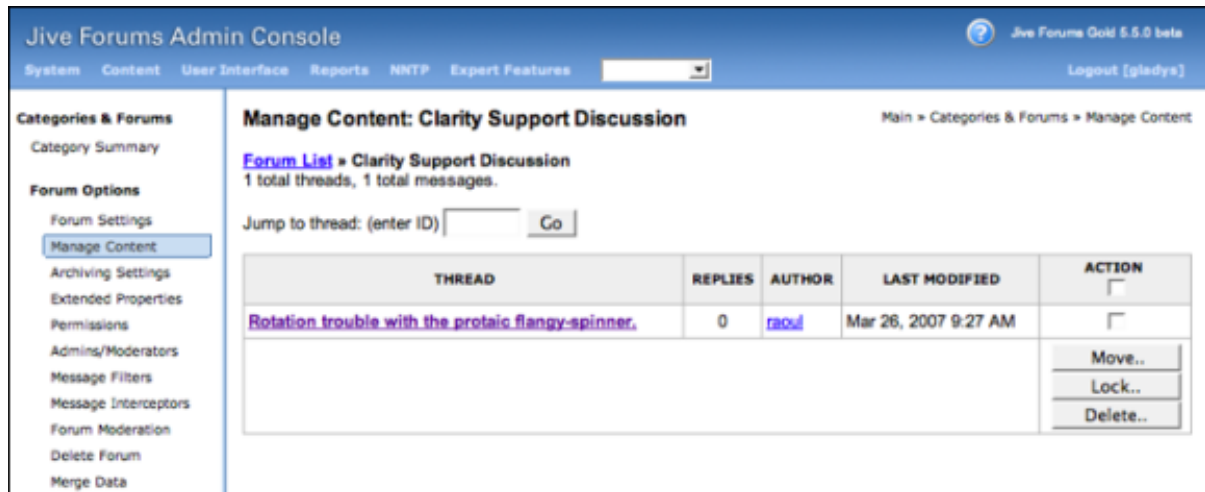 Jive Forums Admin Console
Jive Forums Gold 5.5.0 beta
System Content User Interface Reports NNTP Expert Features
Logout [gladys]
Categories & Forums
Category Summary
Forum Options
Forum Settings
Manage Content
Archiving Settings
Extended Properties
Permissions
Admins/Moderators
Message Filters
Message Interceptors
Forum Moderation
Delete Forum
Merge Data
Manage Content: Clarity Support Discussion
Main » Categories & Forums » Manage Content
Forum List » Clarity Support Discussion
1 total threads, 1 total messages.
Jump to thread: (enter ID) Go
THREAD REPLIES AUTHOR LAST MODIFIED ACTION
Rotation trouble with the protaic flangy-spinner. 0 raoul Mar 26, 2007 9:27 AM
Move..
Lock..
Delete..